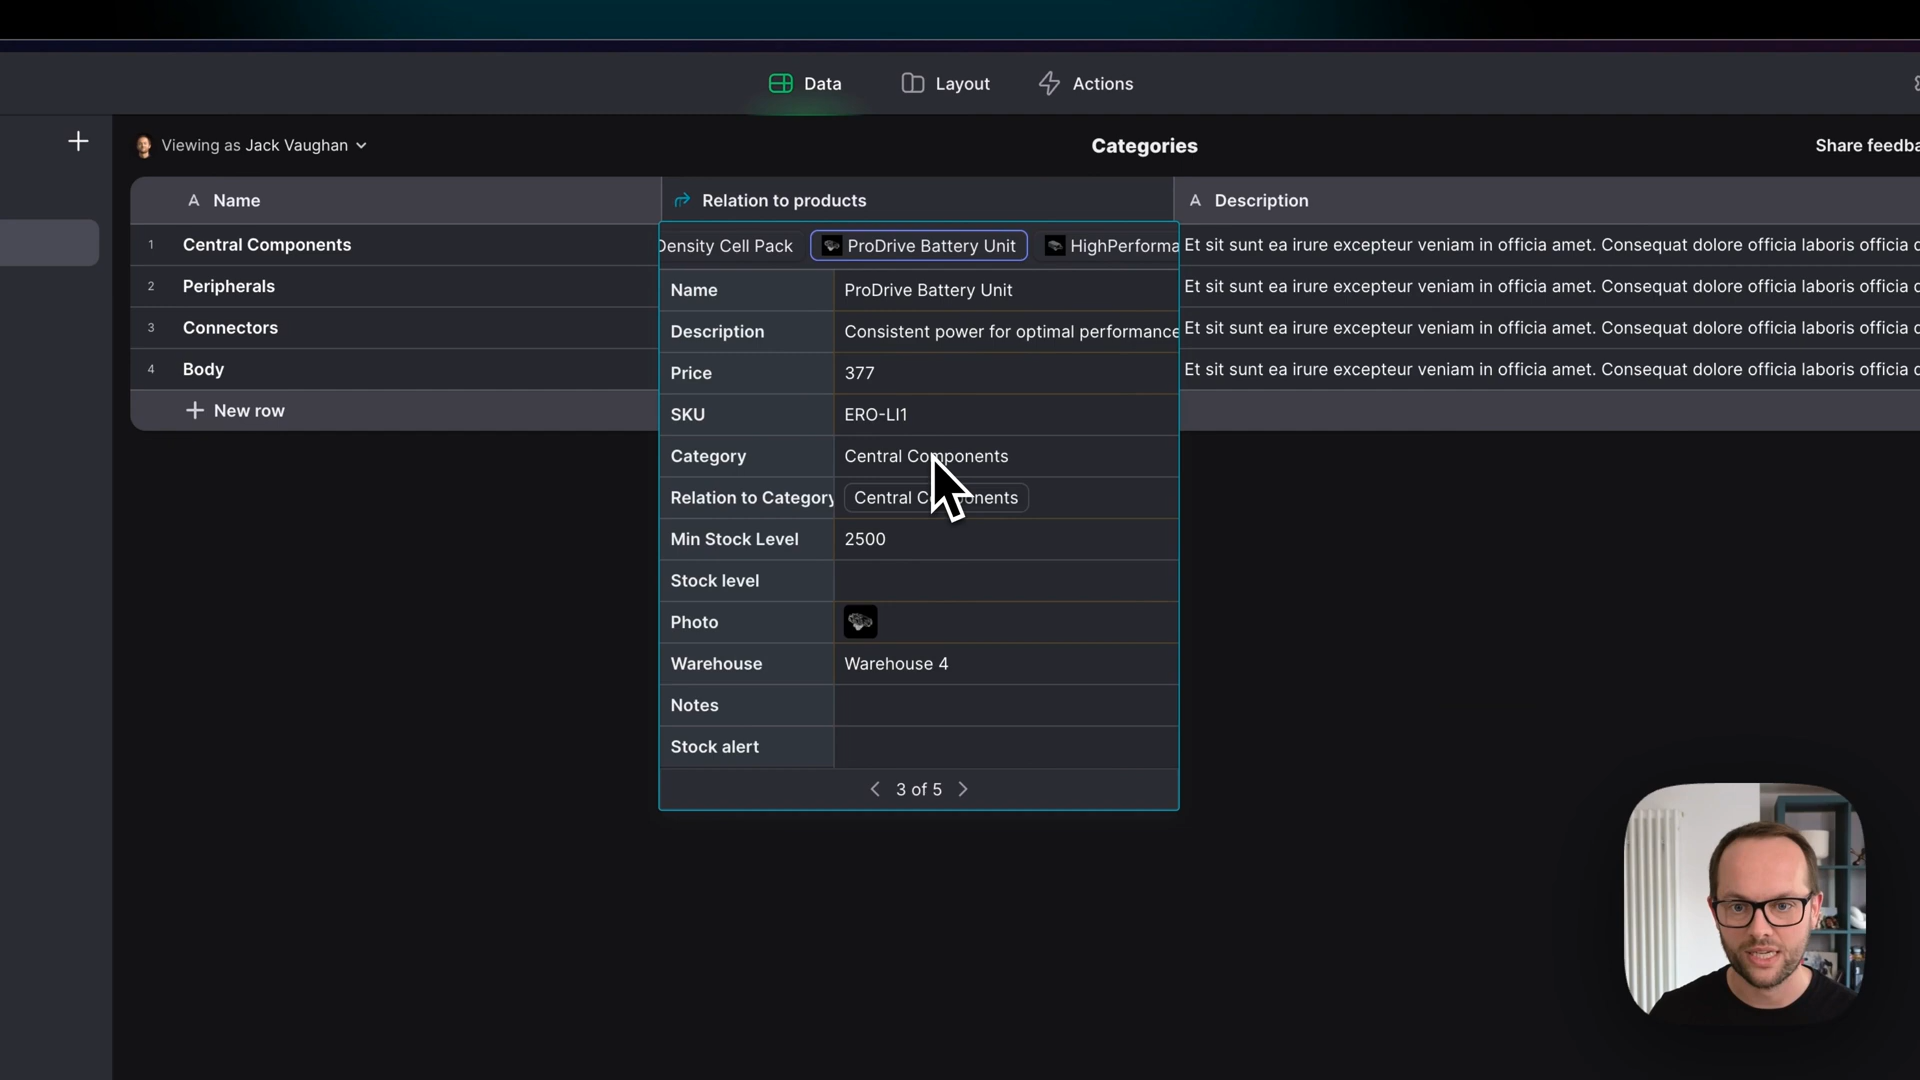 Data Layout Actions
Viewing as Jack Vaughan
Categories
Share feedba
Name
Relation to products
Description
1 Central Components
Density Cell Pack ProDrive Battery Unit HighPerforma
Et sit sunt ea irure excepteur veniam in officia amet. Consequat dolore officia laboris officia c
2 Peripherals
Et sit sunt ea irure excepteur veniam in officia amet. Consequat dolore officia laboris officia c
3 Connectors
Et sit sunt ea irure excepteur veniam in officia amet. Consequat dolore officia laboris officia c
4 Body
Et sit sunt ea irure excepteur veniam in officia amet. Consequat dolore officia laboris officia c
New row
Name ProDrive Battery Unit
Description Consistent power for optimal performance
Price 377
SKU ERO-LI1
Category Central Components
Relation to Category Central Components
Min Stock Level 2500
Stock level
Photo
Warehouse Warehouse 4
Notes
Stock alert
3 of 5